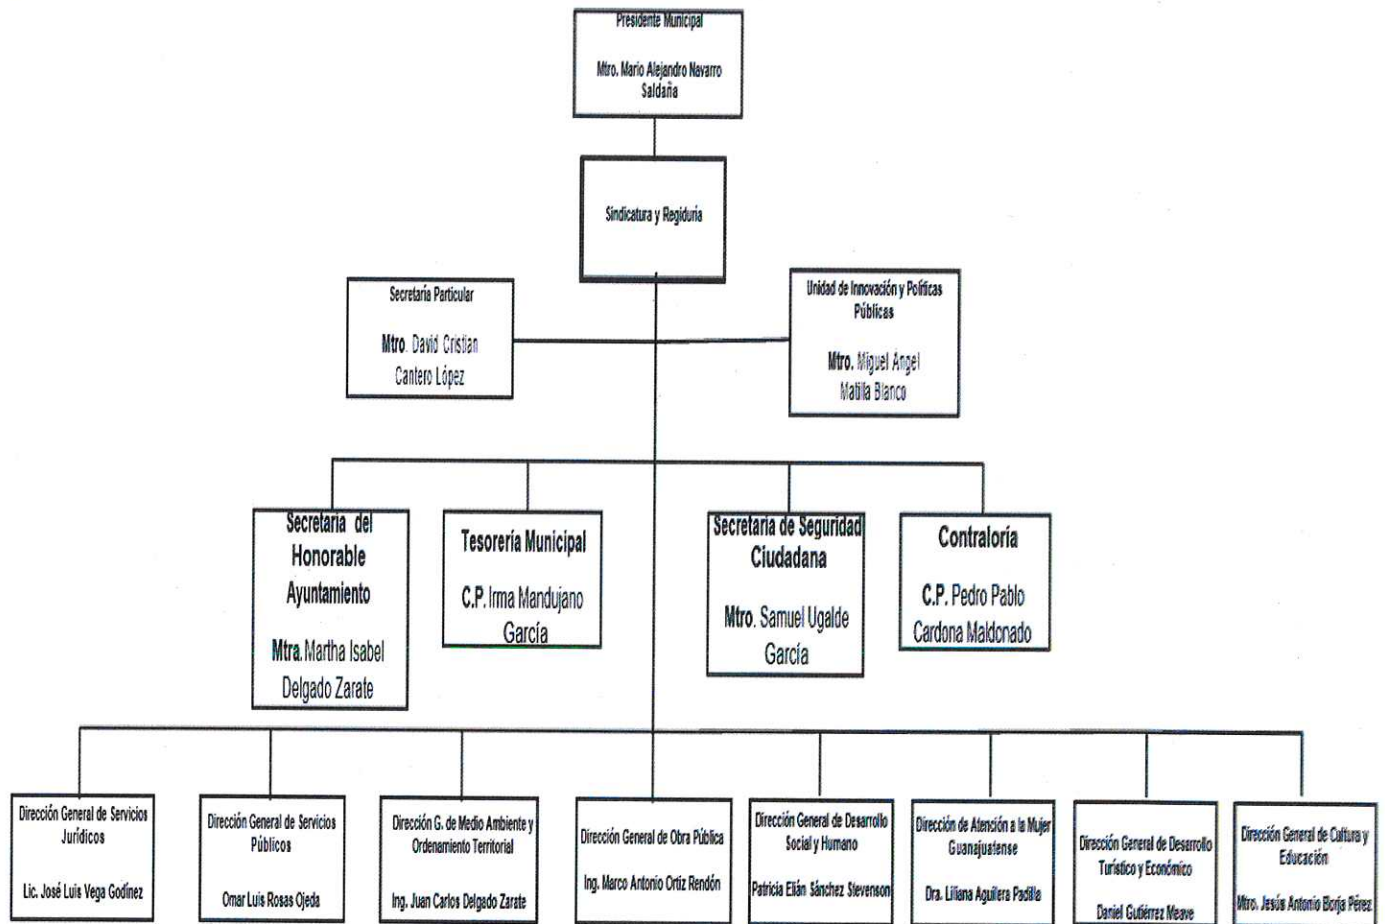 Presidente Municipal
Mtro. Mario Alejandro Navarro
Saldaña
Sindicatura y Regiduría
Secretaría Particular
Mtro. David Cristian
Cantero López
Unidad de Innovación y Políticas
Públicas
Mtro. Miguel Ángel
Matilla Blanco
Secretaria del
Honorable
Ayuntamiento
Mtra. Martha Isabel
Delgado Zarate
Tesorería Municipal
C.P. Irma Mandujano
García
Secretaría de Seguridad
Ciudadana
Mtro. Samuel Ugalde
García
Contraloría
C.P. Pedro Pablo
Cardona Maldonado
Dirección General de Servicios
Jurídicos
Lic. José Luis Vega Godínez
Dirección General de Servicios
Públicos
Omar Luis Rosas Ojeda
Dirección G. de Medio Ambiente y
Ordenamiento Territorial
Ing. Juan Carlos Delgado Zarate
Dirección General de Obra Pública
Ing. Marco Antonio Ortiz Rendón
Dirección General de Desarrollo
Social y Humano
Patricia Elián Sánchez Stevenson
Dirección de Atención a la Mujer
Guanajuatense
Dra. Liliana Aguilera Padilla
Dirección General de Desarrollo
Turístico y Económico
Daniel Gutiérrez Meave
Dirección General de Cultura y
Educación
Mtro. Jesús Antonio Borja Pérez